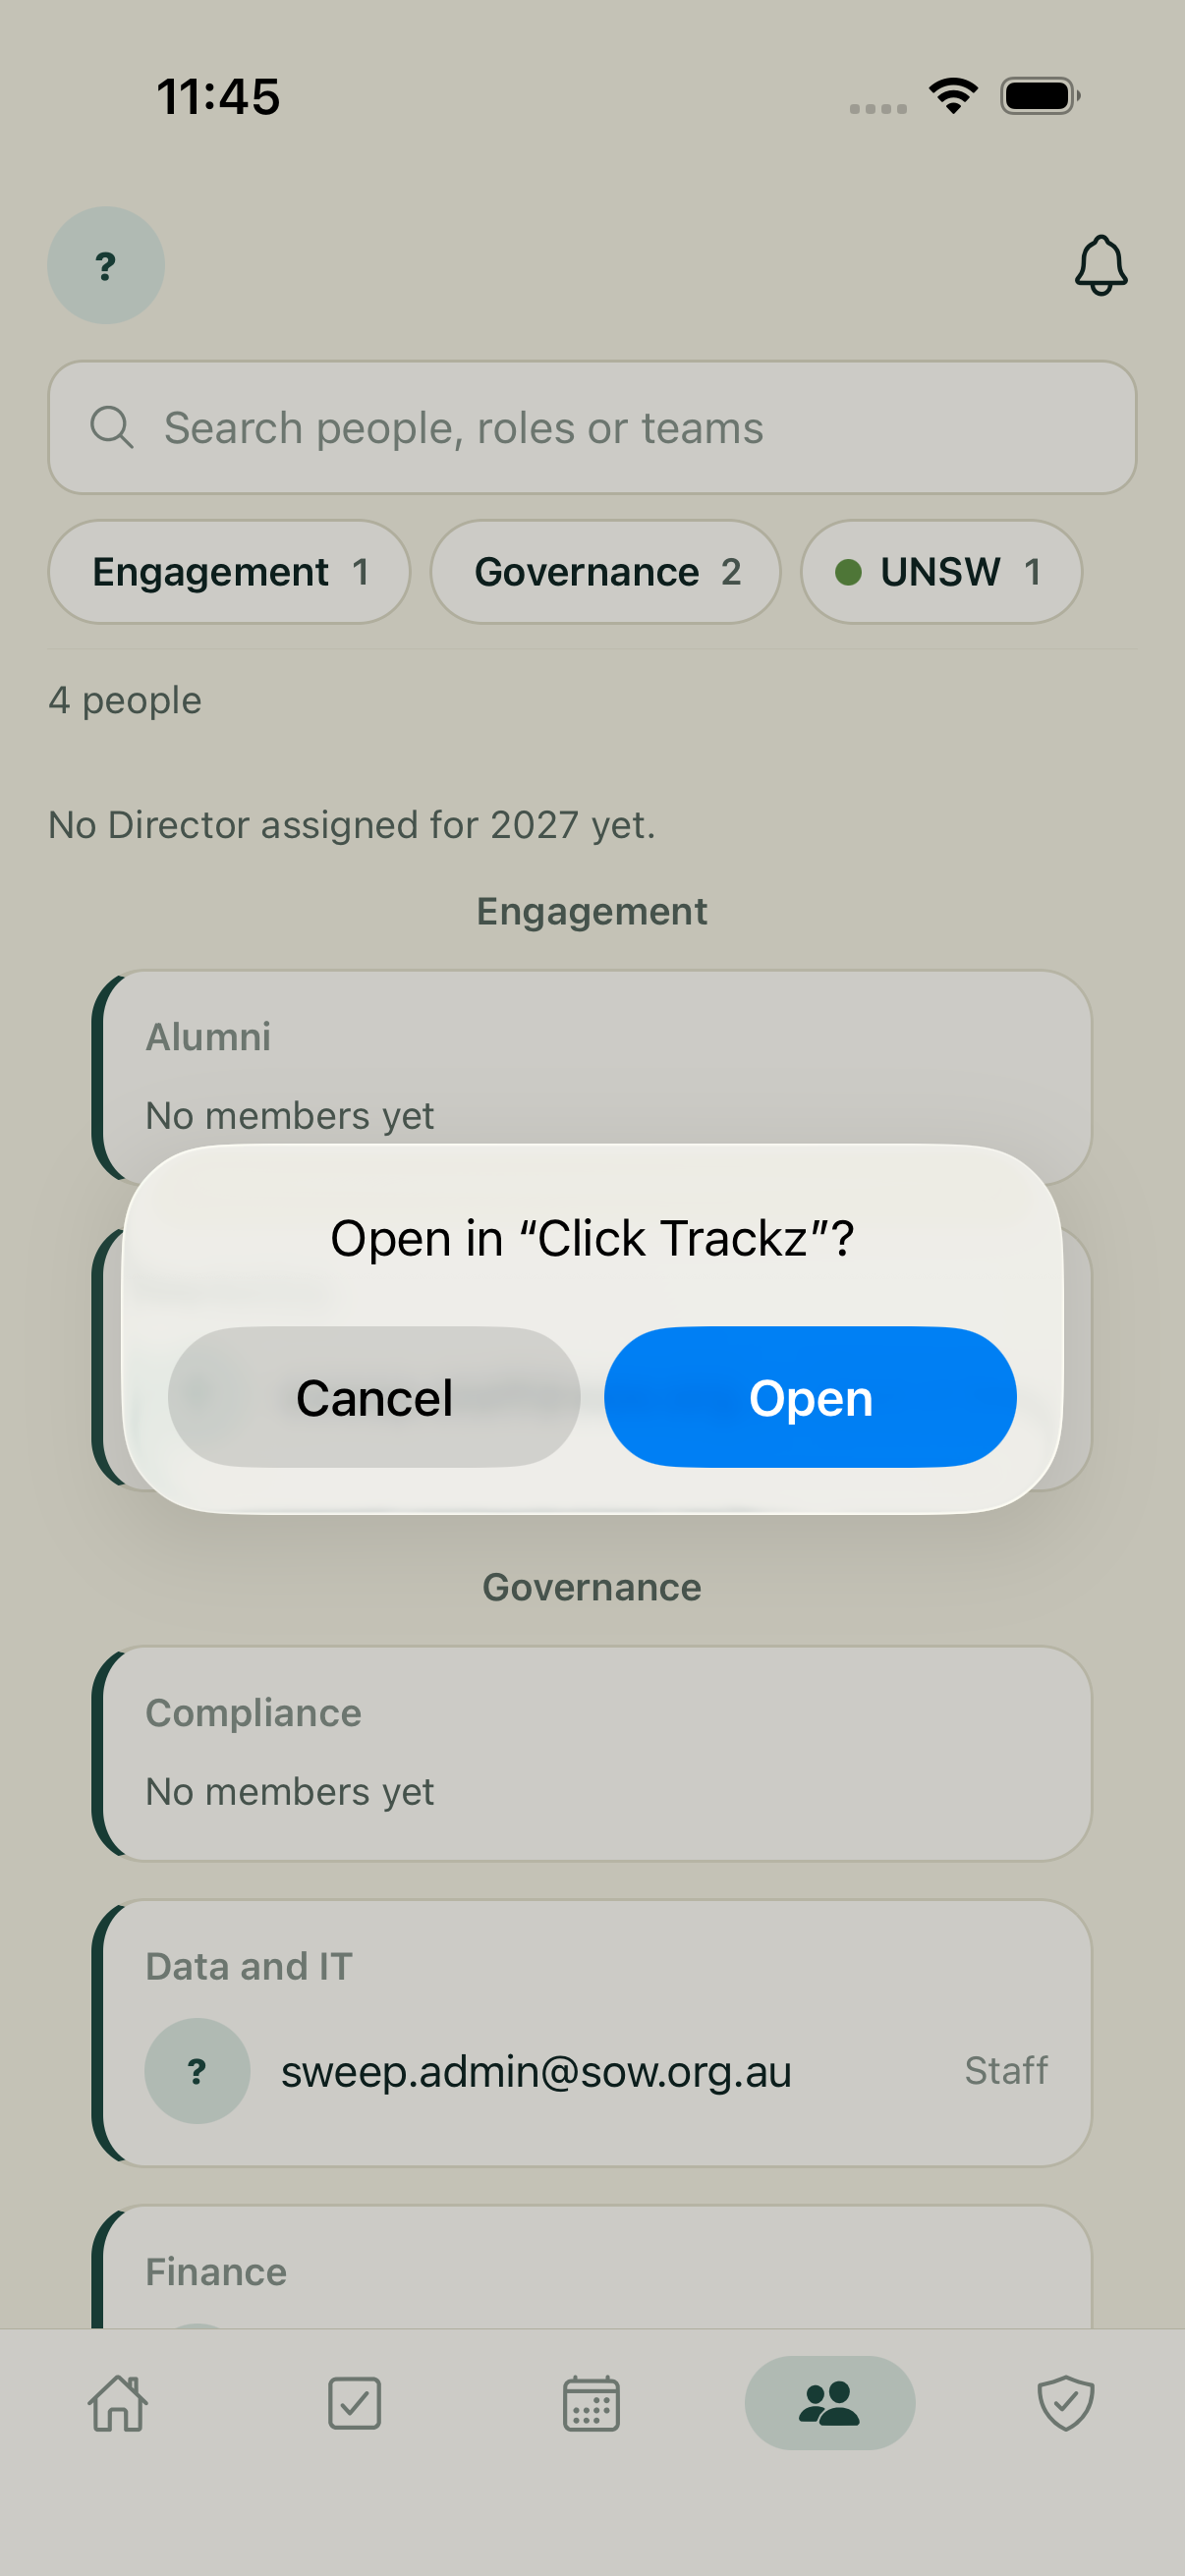 11:45
?
Search people, roles or teams
Engagement 1
Governance 2
UNSW 1
4 people
No Director assigned for 2027 yet.
Engagement
Alumni
No members yet
Open in “Click Trackz”?
Cancel
Open
Governance
Compliance
No members yet
Data and IT
?
sweep.admin@sow.org.au
Staff
Finance